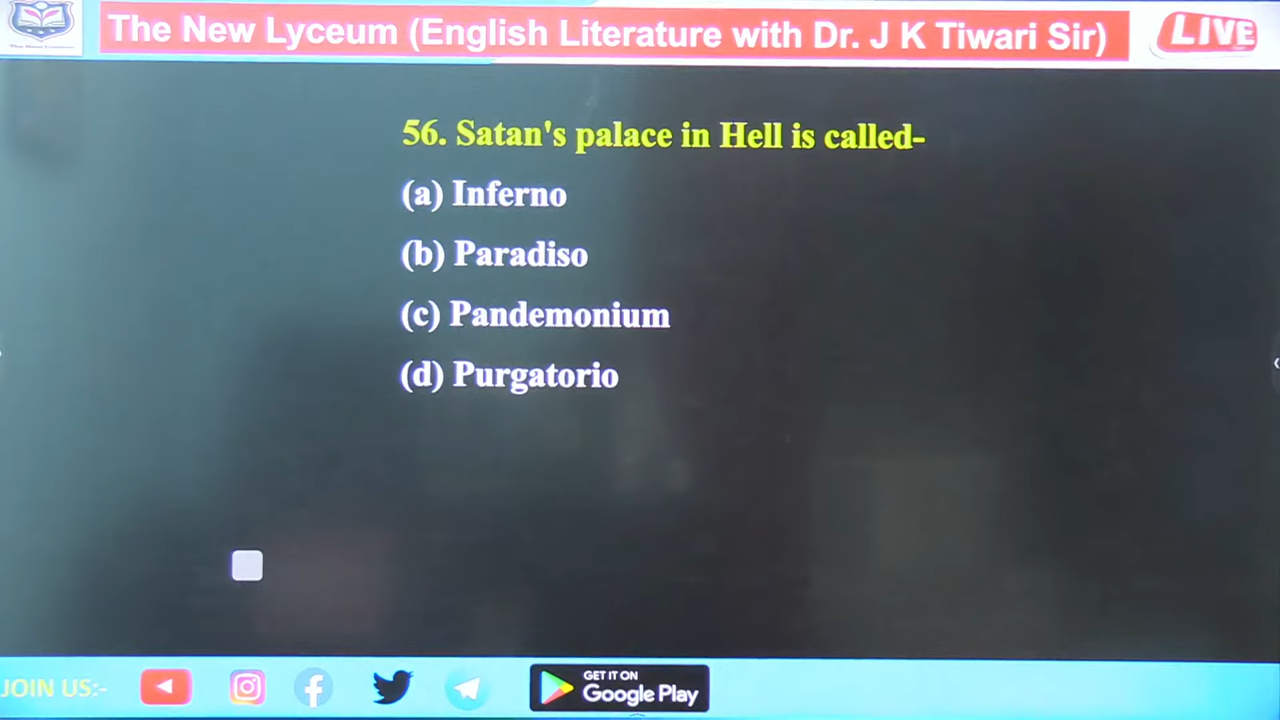 The New Lyceum (English Literature with Dr. J K Tiwari Sir)
LIVE
56. Satan's palace in Hell is called-
(a) Inferno
(b) Paradiso
(c) Pandemonium
(d) Purgatorio
JOIN US:-
GET IT ON
Google Play